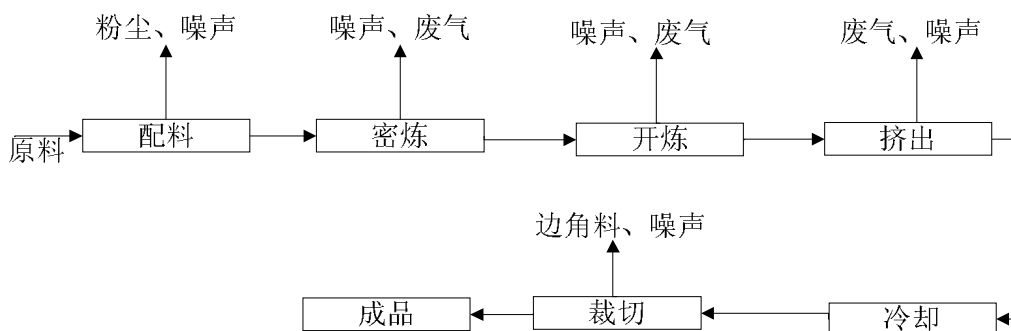 粉尘、噪声
噪声、废气
噪声、废气
废气、噪声
原料
配料
密炼
开炼
挤出
边角料、噪声
成品
裁切
冷却